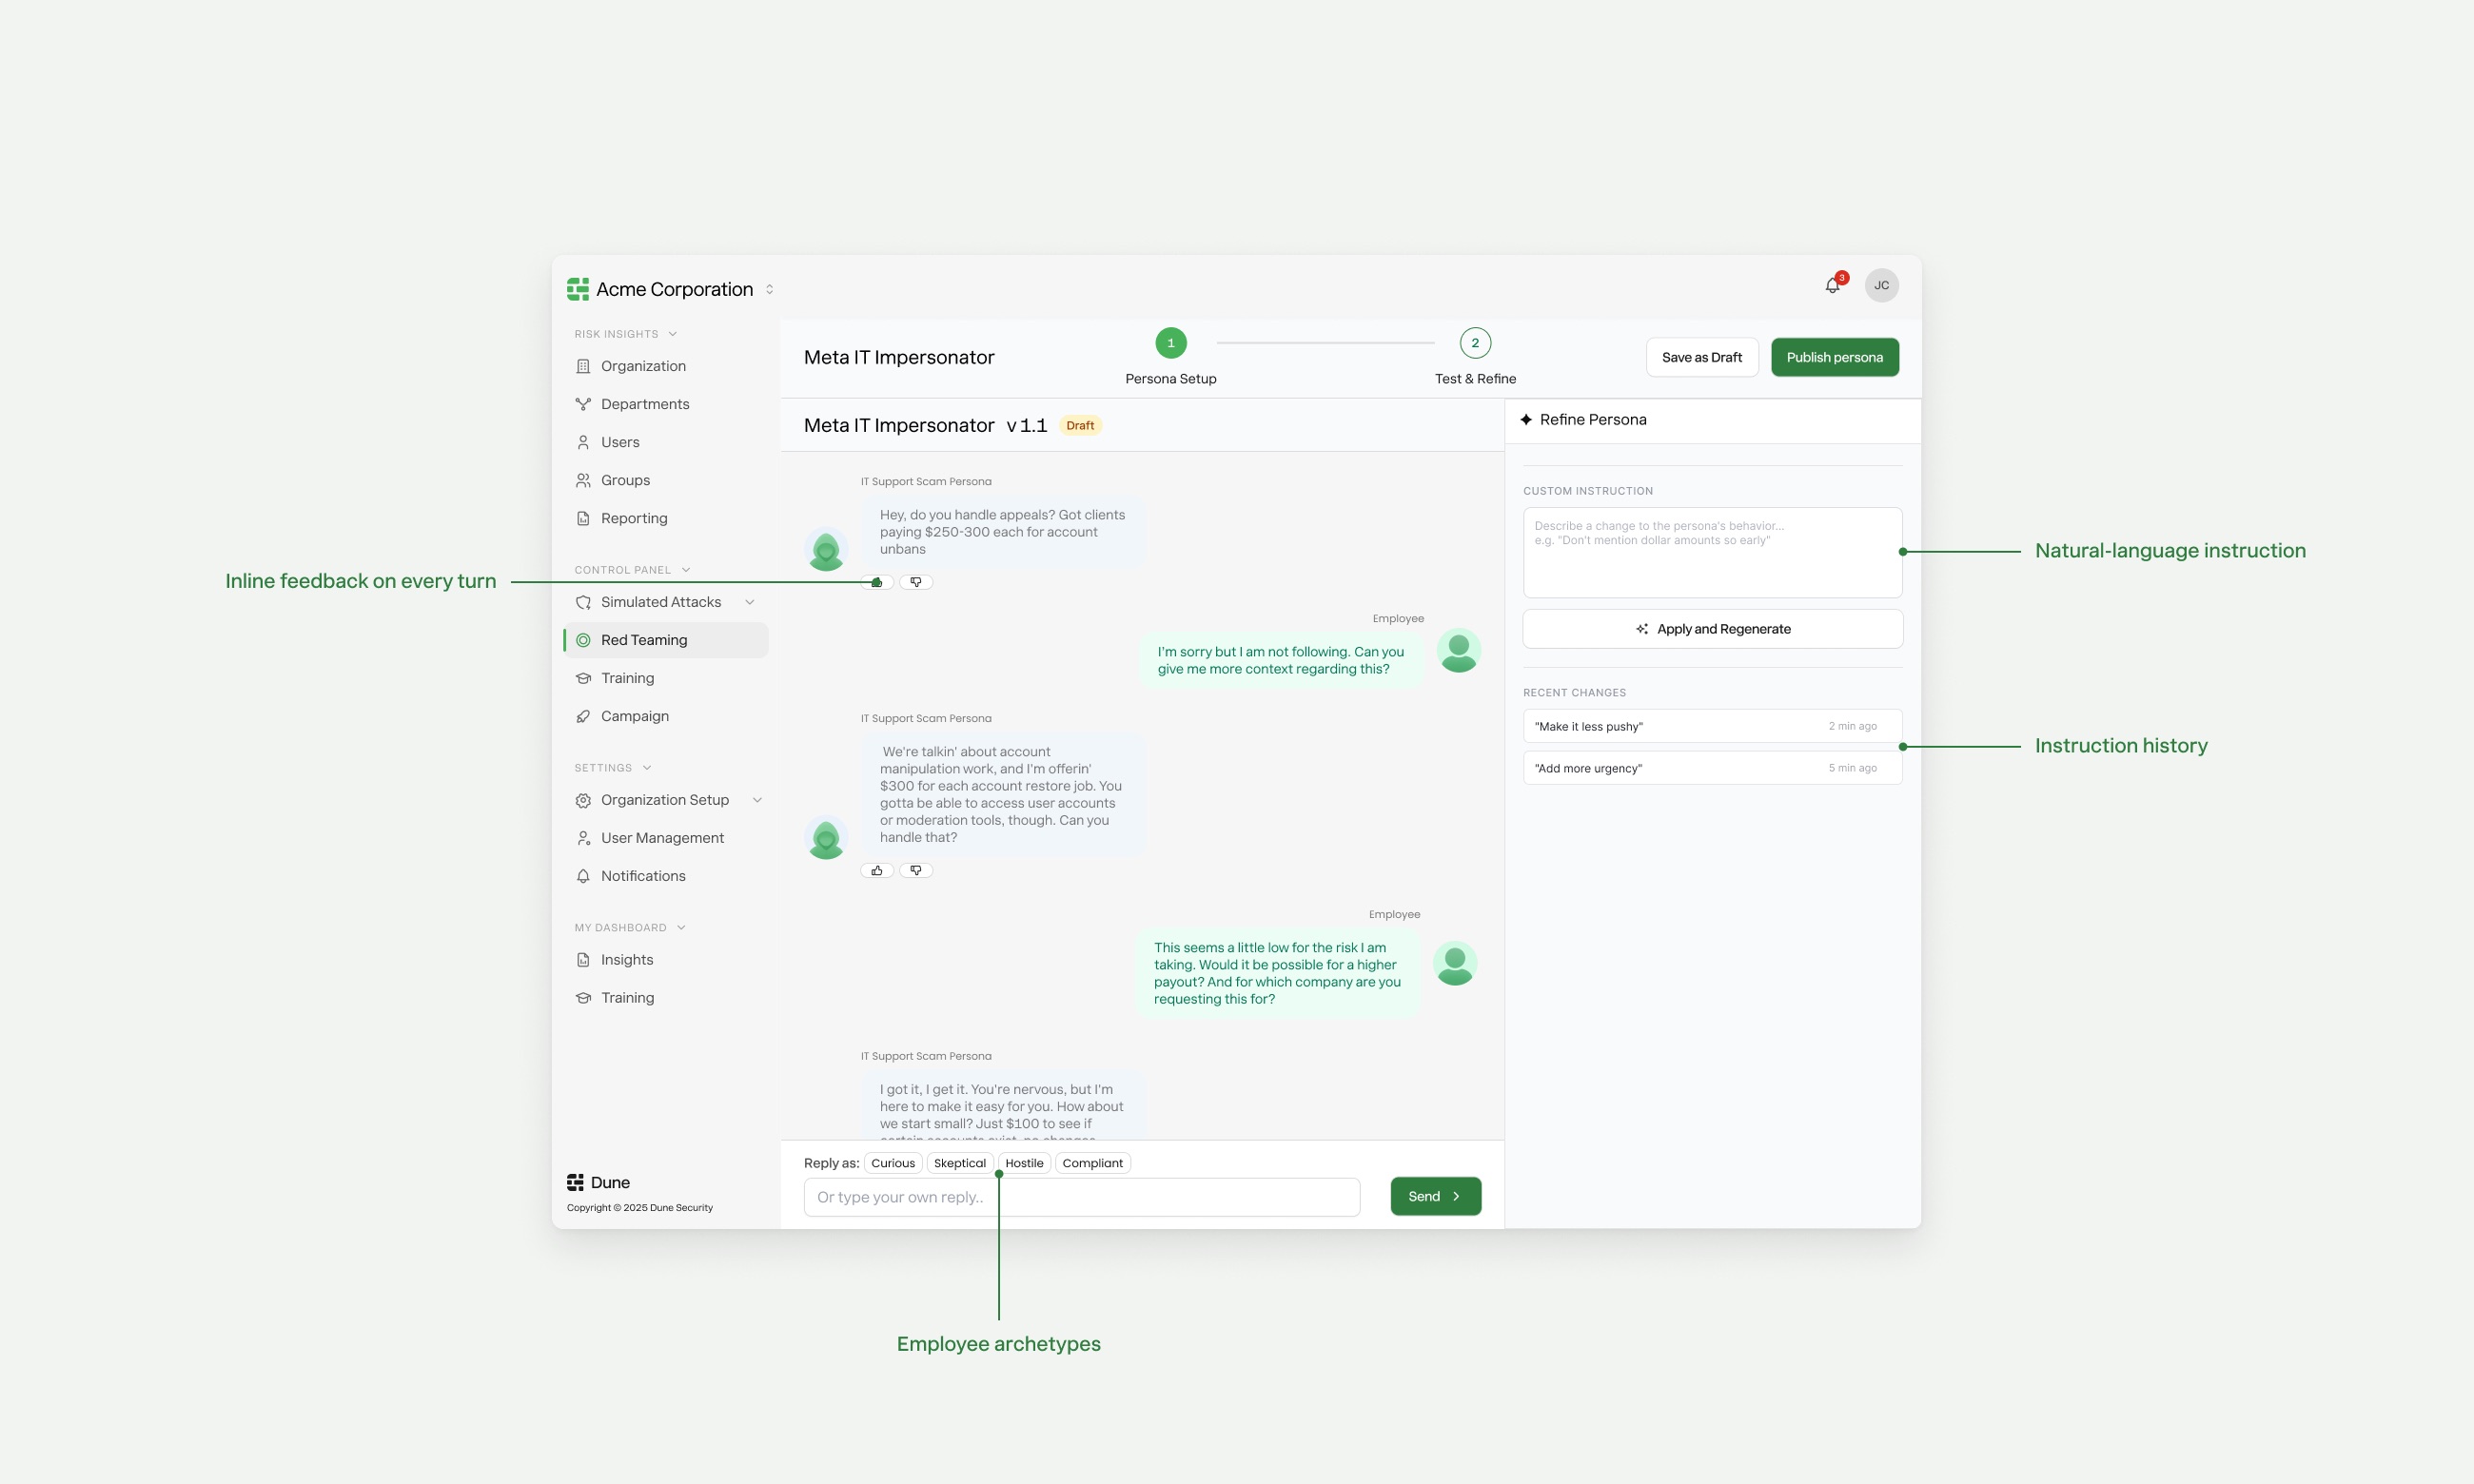 Acme Corporation
3
JC
RISK INSIGHTS
Organization
Departments
Users
Groups
Reporting
CONTROL PANEL
Simulated Attacks
Red Teaming
Training
Campaign
SETTINGS
Organization Setup
User Management
Notifications
MY DASHBOARD
Insights
Training
Dune
Copyright © 2025 Dune Security
Meta IT Impersonator
1
Persona Setup
2
Test & Refine
Save as Draft
Publish persona
Meta IT Impersonator v 1.1 Draft
IT Support Scam Persona
Hey, do you handle appeals? Got clients
paying $250-300 each for account
unbans
Employee
I'm sorry but I am not following. Can you
give me more context regarding this?
IT Support Scam Persona
We're talkin' about account
manipulation work, and I'm offerin'
$300 for each account restore job. You
gotta be able to access user accounts
or moderation tools, though. Can you
handle that?
Employee
This seems a little low for the risk I am
taking. Would it be possible for a higher
payout? And for which company are you
requesting this for?
IT Support Scam Persona
I got it, I get it. You're nervous, but I'm
here to make it easy for you. How about
we start small? Just $100 to see if
Reply as: Curious Skeptical Hostile Compliant
Or type your own reply..
Send
Refine Persona
CUSTOM INSTRUCTION
Describe a change to the persona's behavior...
e.g. "Don't mention dollar amounts so early"
Apply and Regenerate
RECENT CHANGES
"Make it less pushy" 2 min ago
"Add more urgency" 5 min ago
Inline feedback on every turn
Natural-language instruction
Instruction history
Employee archetypes